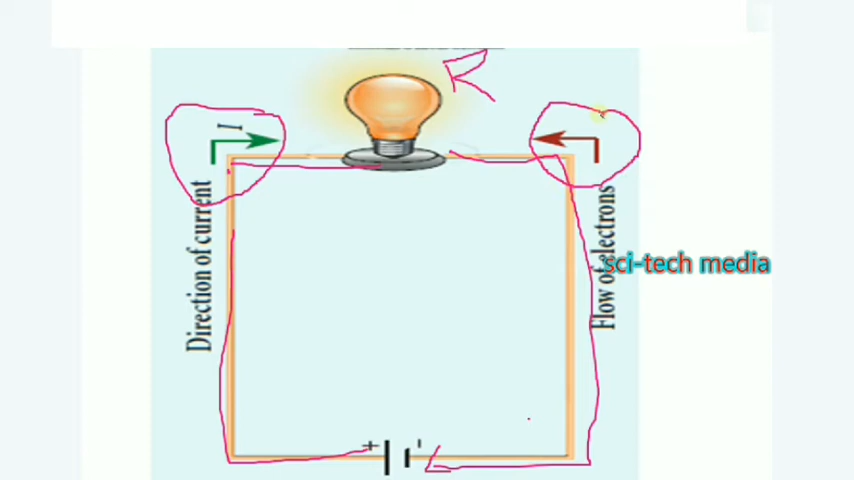 I
Direction of current
Flow of electrons
sci-tech media
+ -